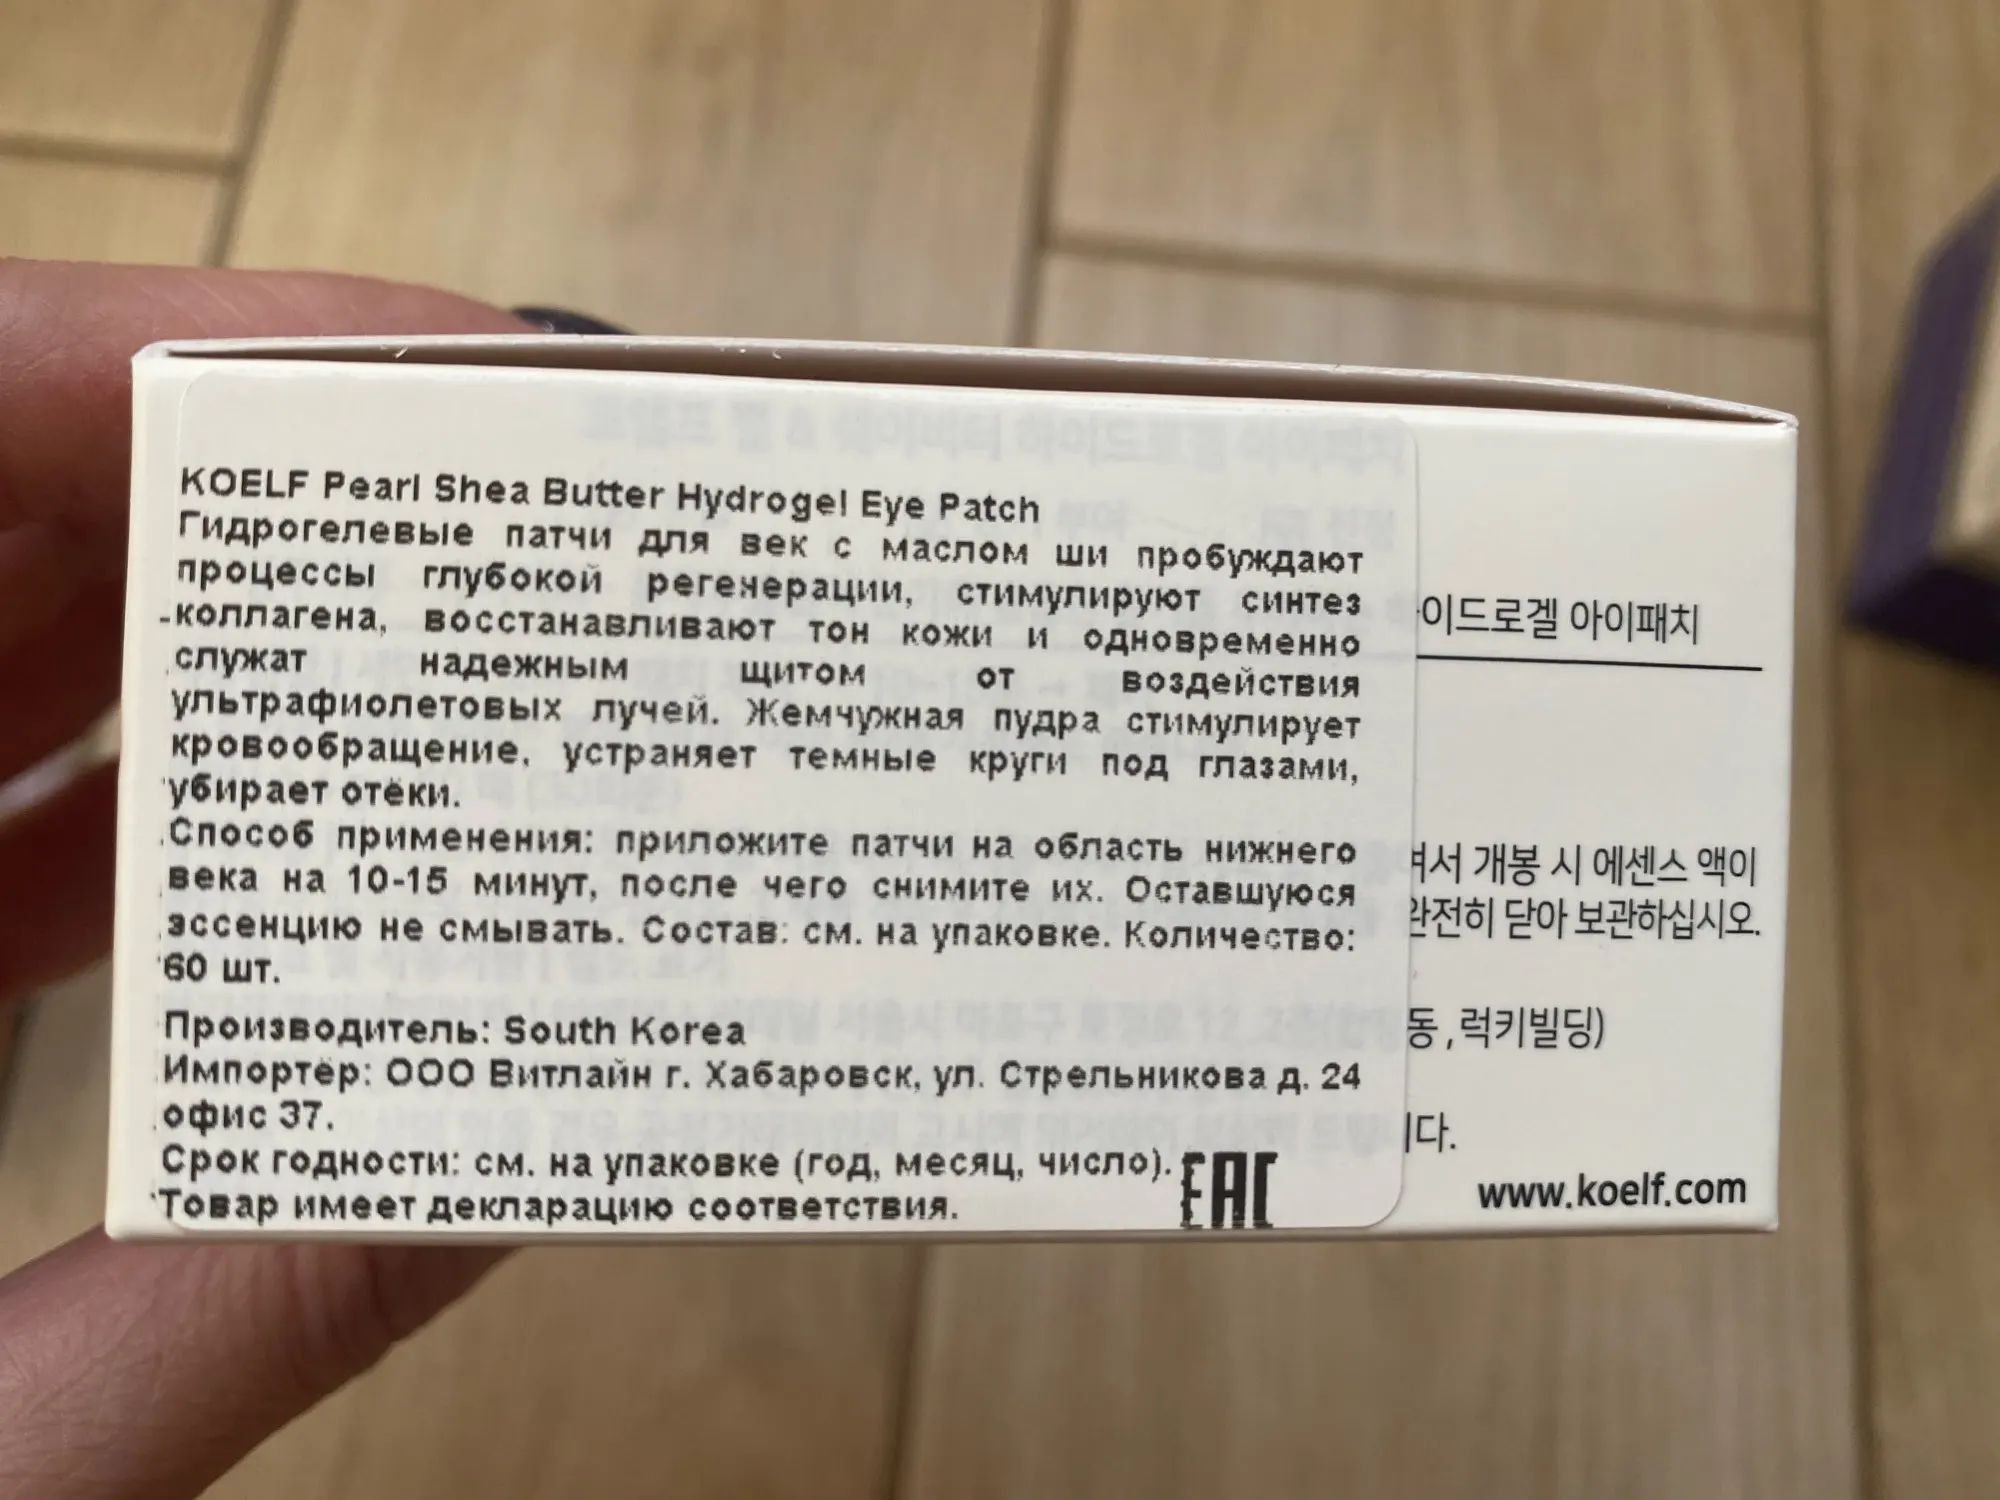 KOELF Pearl Shea Butter Hydrogel Eye Patch
Гидрогелевые патчи для век с маслом ши пробуждают
процессы глубокой регенерации, стимулируют синтез
коллагена, восстанавливают тон кожи и одновременно
служат надежным щитом от воздействия
ультрафиолетовых лучей. Жемчужная пудра стимулирует
кровообращение, устраняет темные круги под глазами,
убирает отёки.
Способ применения: приложите патчи на область нижнего
века на 10-15 минут, после чего снимите их. Оставшуюся
эссенцию не смывать. Состав: см. на упаковке. Количество:
60 шт.
Производитель: South Korea
Импортёр: ООО Витлайн г. Хабаровск, ул. Стрельникова д. 24
офис 37.
Срок годности: см. на упаковке (год, месяц, число).
Товар имеет декларацию соответствия.
EAC
이드로겔 아이패치
여서 개봉 시 에센스 액이
완전히 닫아 보관하십시오.
동, 럭키빌딩)
다.
www.koelf.com